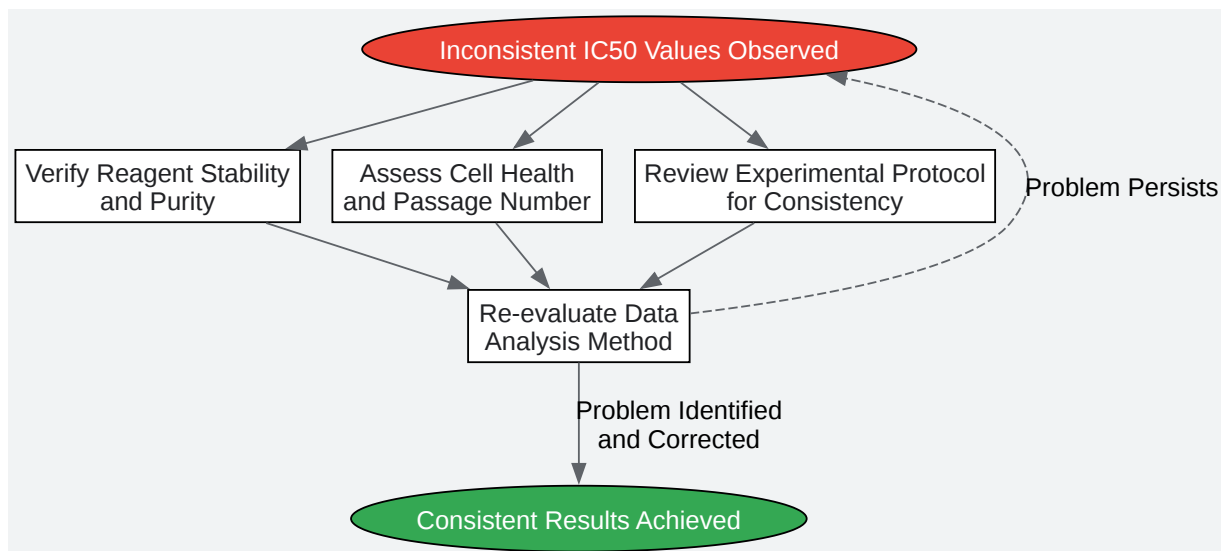 Inconsistent IC50 Values Observed
Verify Reagent Stability
and Purity
Assess Cell Health
and Passage Number
Review Experimental Protocol
for Consistency
Problem Persists
Re-evaluate Data
Analysis Method
Problem Identified
and Corrected
Consistent Results Achieved